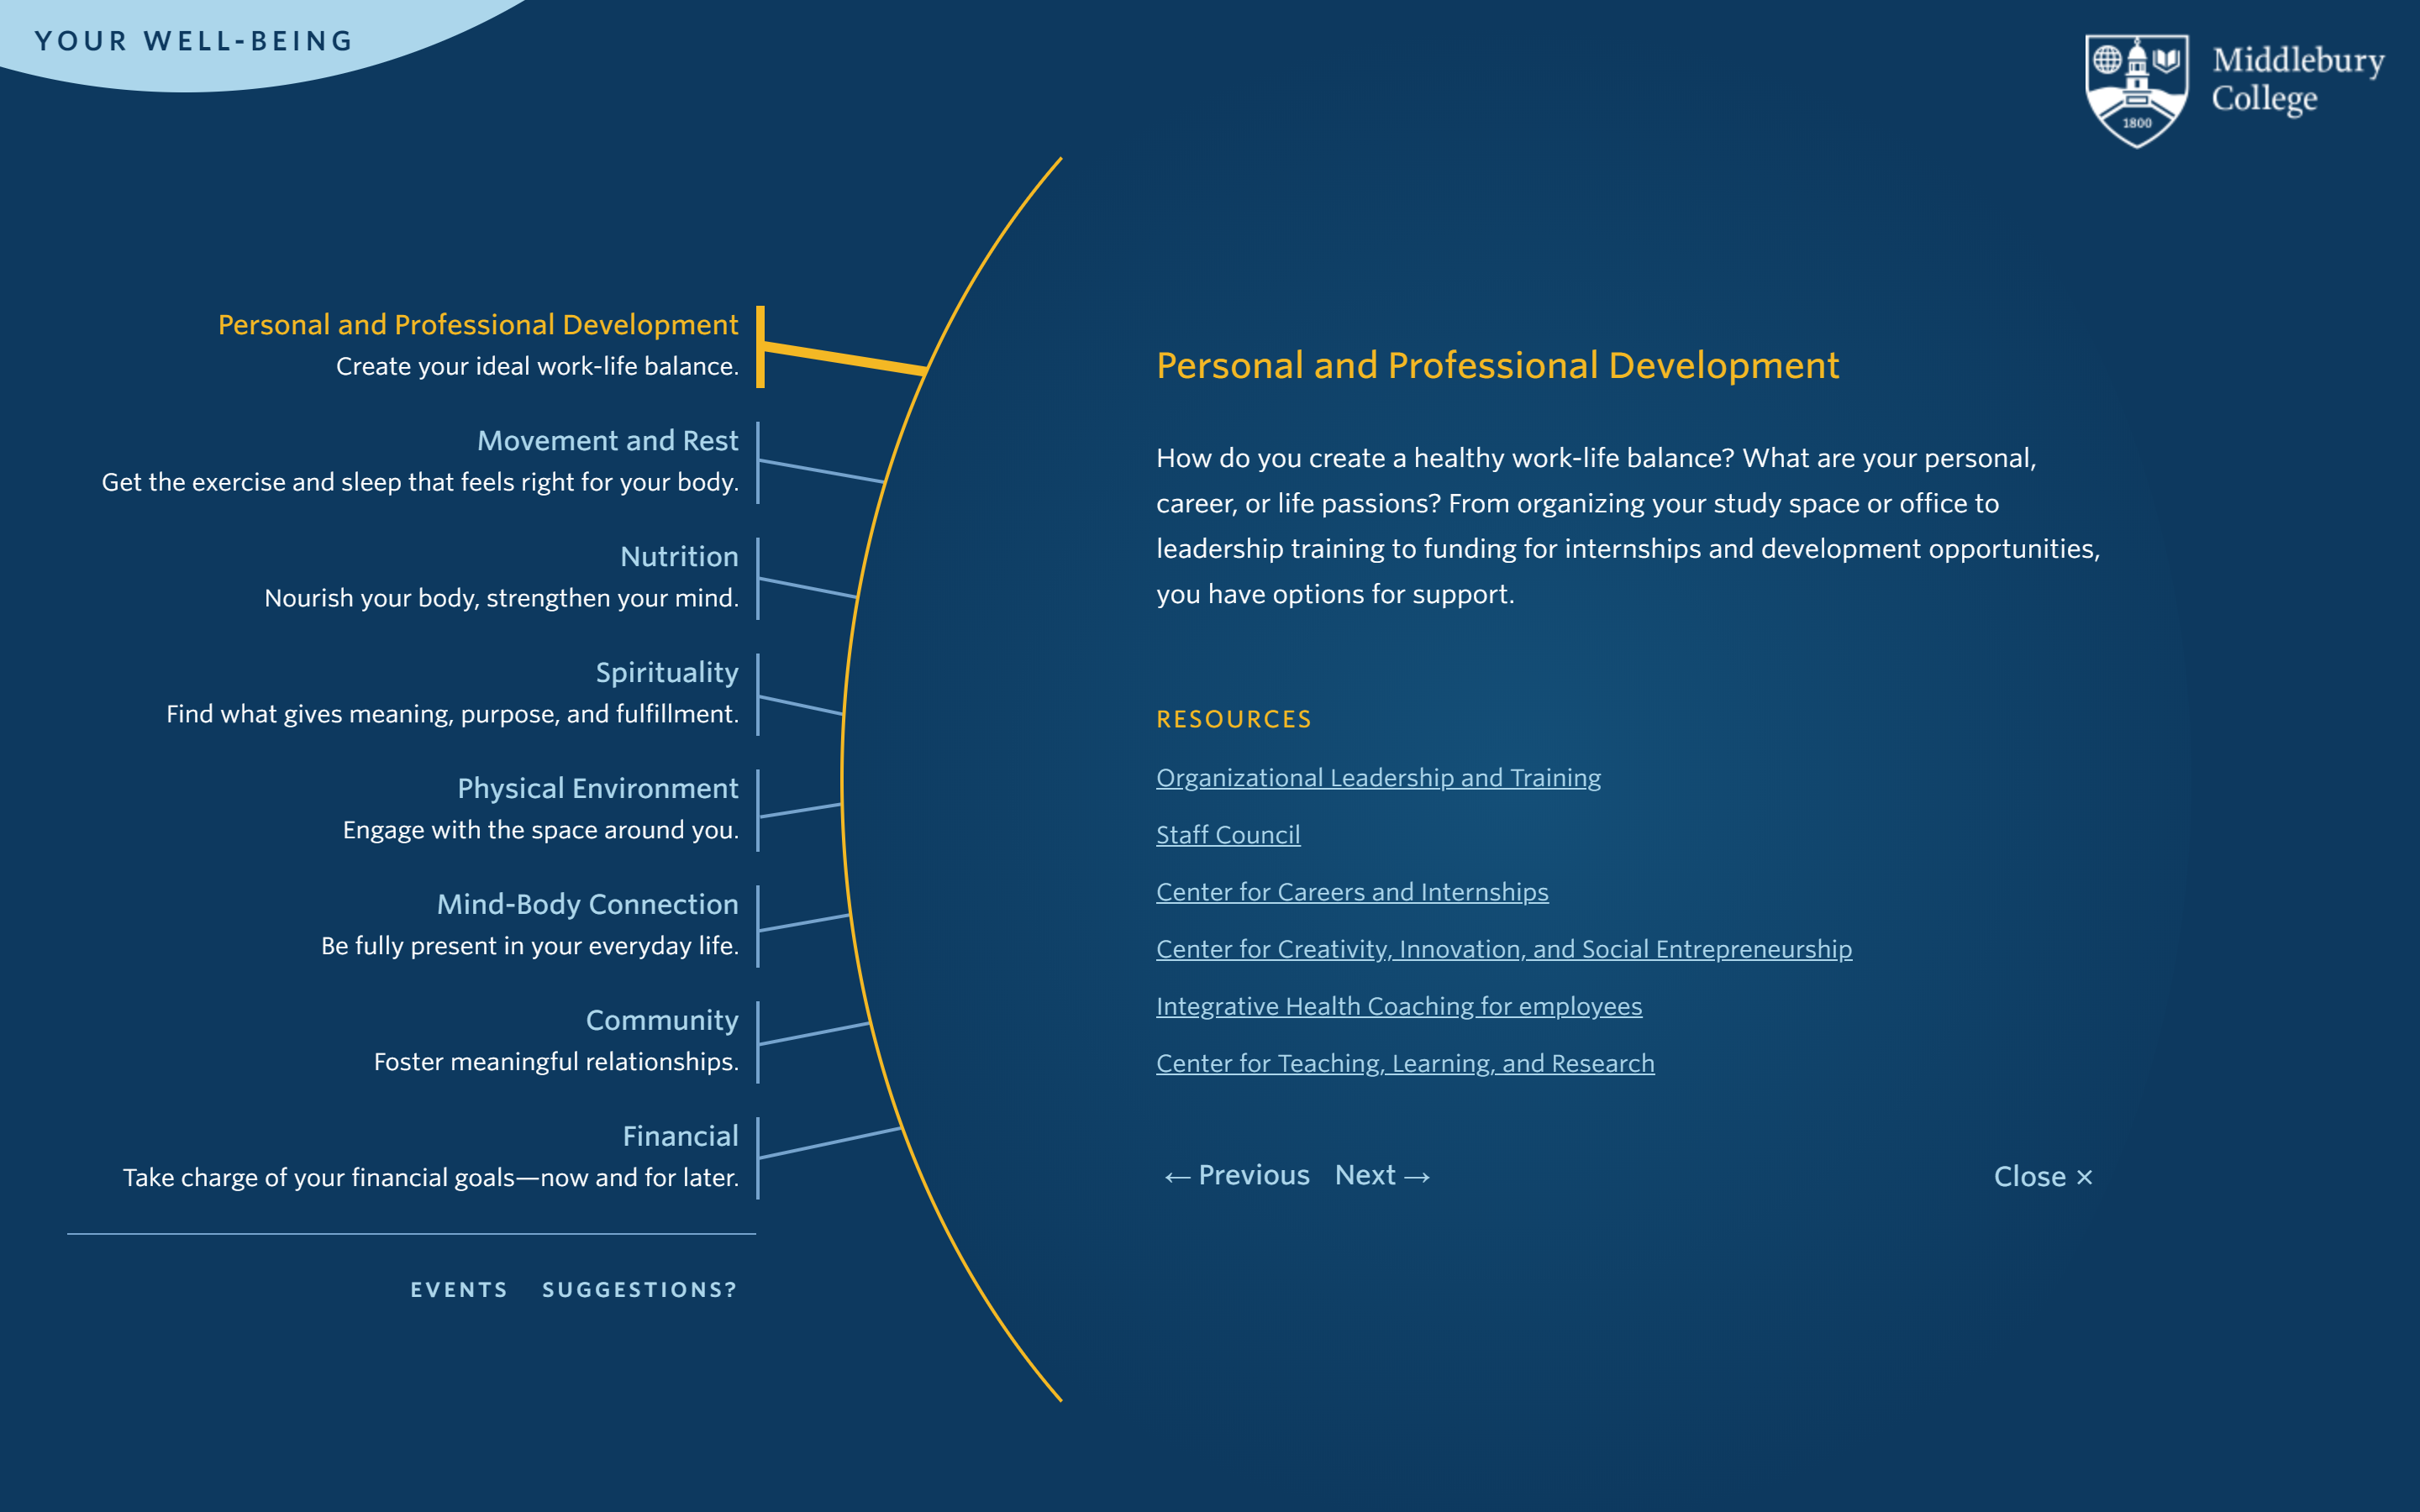 YOUR WELL-BEING
Middlebury
College
1800
Personal and Professional Development
Create your ideal work-life balance.
Movement and Rest
Get the exercise and sleep that feels right for your body.
Nutrition
Nourish your body, strengthen your mind.
Spirituality
Find what gives meaning, purpose, and fulfillment.
Physical Environment
Engage with the space around you.
Mind-Body Connection
Be fully present in your everyday life.
Community
Foster meaningful relationships.
Financial
Take charge of your financial goals—now and for later.
EVENTS SUGGESTIONS?
Personal and Professional Development
How do you create a healthy work-life balance? What are your personal,
career, or life passions? From organizing your study space or office to
leadership training to funding for internships and development opportunities,
you have options for support.
RESOURCES
Organizational Leadership and Training
Staff Council
Center for Careers and Internships
Center for Creativity, Innovation, and Social Entrepreneurship
Integrative Health Coaching for employees
Center for Teaching, Learning, and Research
← Previous Next → Close ×